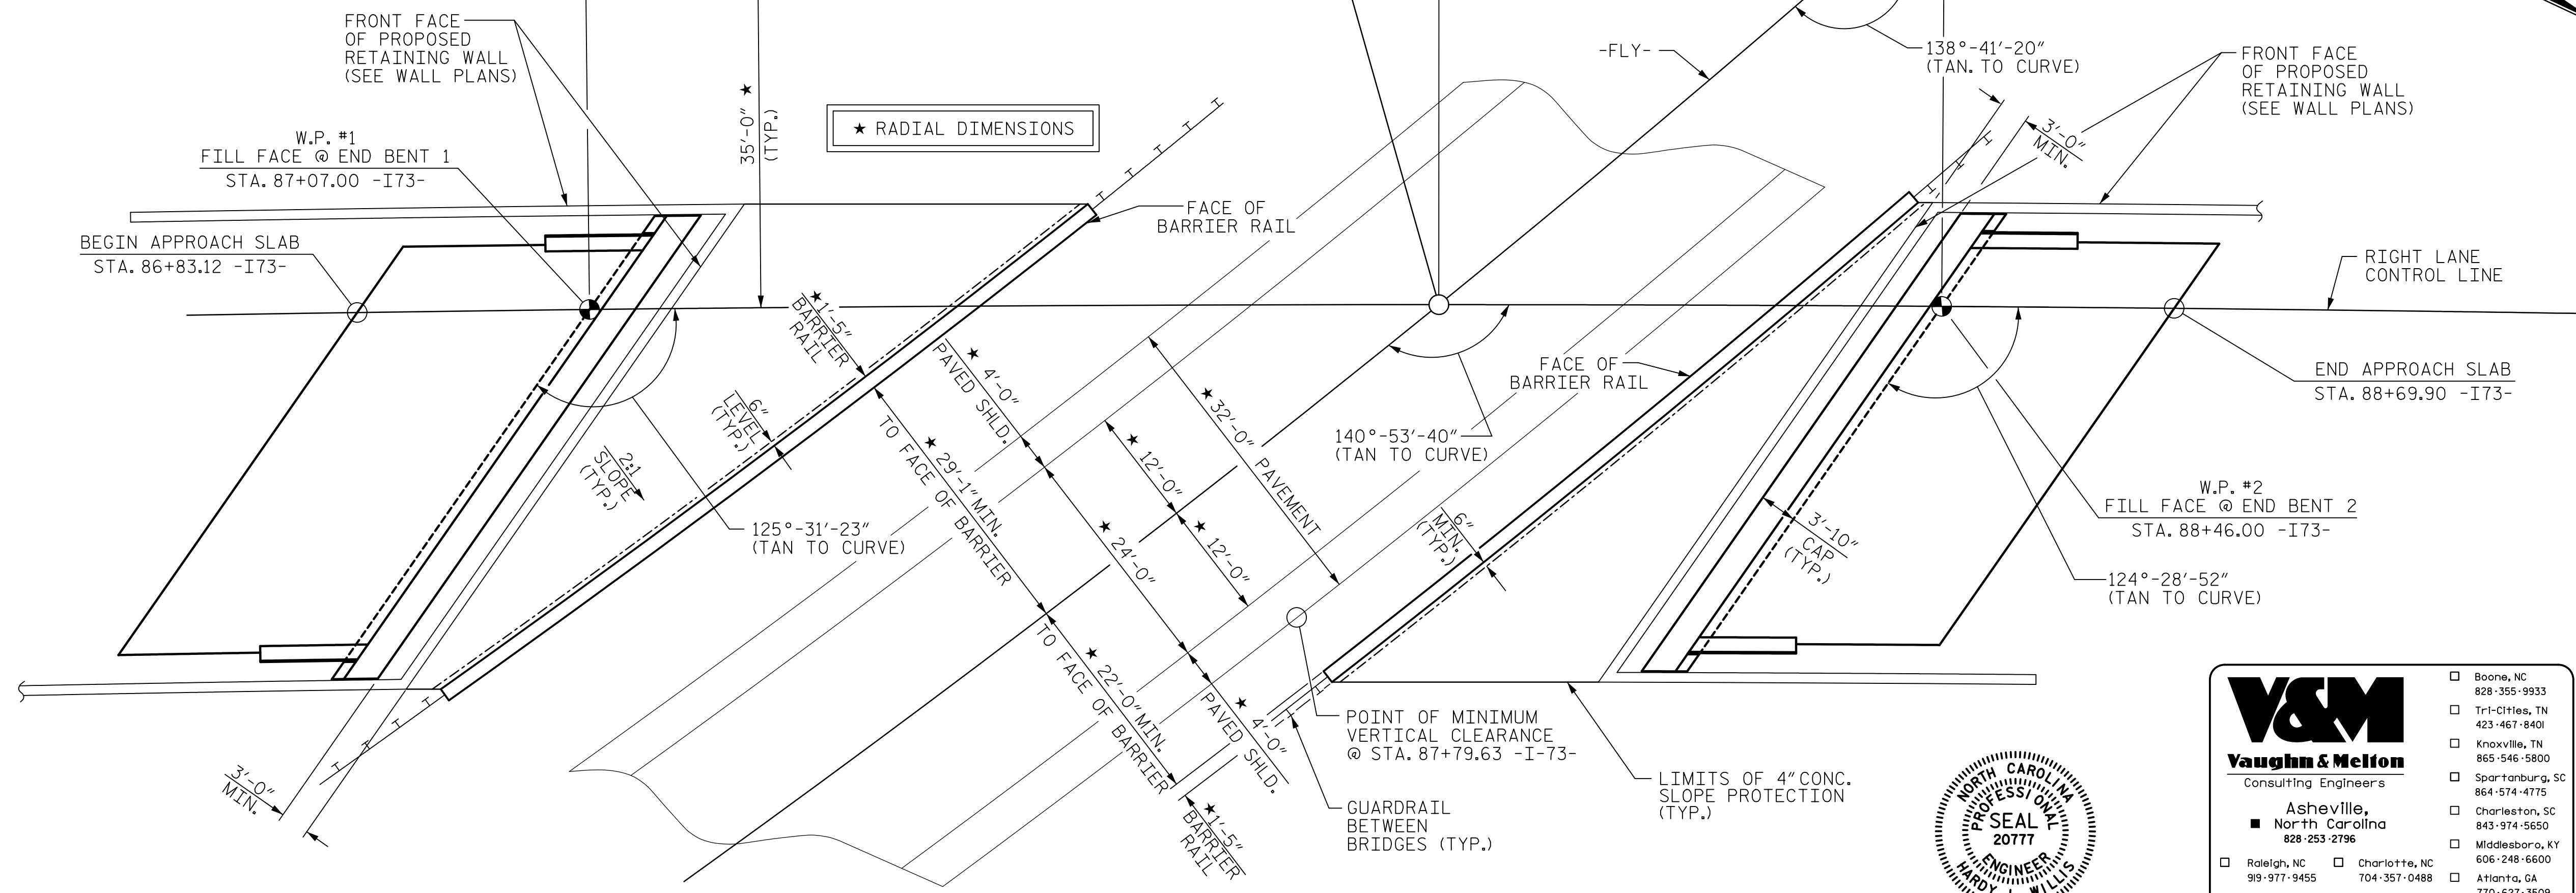 FRONT FACE
OF PROPOSED
RETAINING WALL
(SEE WALL PLANS)
W.P. #1
FILL FACE @ END BENT 1
STA. 87+07.00 -I73-
BEGIN APPROACH SLAB
STA. 86+83.12 -I73-
35'-0" ★
(TYP.)
★ RADIAL DIMENSIONS
FACE OF
BARRIER RAIL
-FLY-
138°-41'-20"
(TAN. TO CURVE)
FRONT FACE
OF PROPOSED
RETAINING WALL
(SEE WALL PLANS)
3'-0"
MIN.
RIGHT LANE
CONTROL LINE
END APPROACH SLAB
STA. 88+69.90 -I73-
★ 1'-5"
BARRIER
RAIL
★ 4'-0"
PAVED SHLD.
6"
LEVEL
(TYP.)
2:1
SLOPE
(TYP.)
125°-31'-23"
(TAN TO CURVE)
★ 29'-1" MIN.
TO FACE OF BARRIER
★ 24'-0"
★ 12'-0"
★ 12'-0"
★ 32'-0" PAVEMENT
140°-53'-40"
(TAN TO CURVE)
FACE OF
BARRIER RAIL
6"
MIN.
(TYP.)
3'-10"
CAP
(TYP.)
W.P. #2
FILL FACE @ END BENT 2
STA. 88+46.00 -I73-
124°-28'-52"
(TAN TO CURVE)
★ 22'-0" MIN.
TO FACE OF BARRIER
★ 4'-0"
PAVED SHLD.
★ 1'-5"
BARRIER
RAIL
3'-0"
MIN.
POINT OF MINIMUM
VERTICAL CLEARANCE
@ STA. 87+79.63 -I-73-
GUARDRAIL
BETWEEN
BRIDGES (TYP.)
LIMITS OF 4" CONC.
SLOPE PROTECTION
(TYP.)
NORTH CAROLINA
PROFESSIONAL
SEAL
20777
ENGINEER
HARDY L. WILLIS
V&M
Vaughn & Melton
Consulting Engineers
Asheville,
North Carolina
828·253·2796
Raleigh, NC
919·977·9455
Charlotte, NC
704·357·0488
Boone, NC
828·355·9933
Tri-Cities, TN
423·467·8401
Knoxville, TN
865·546·5800
Spartanburg, SC
864·574·4775
Charleston, SC
843·974·5650
Middlesboro, KY
606·248·6600
Atlanta, GA
770·627·3509